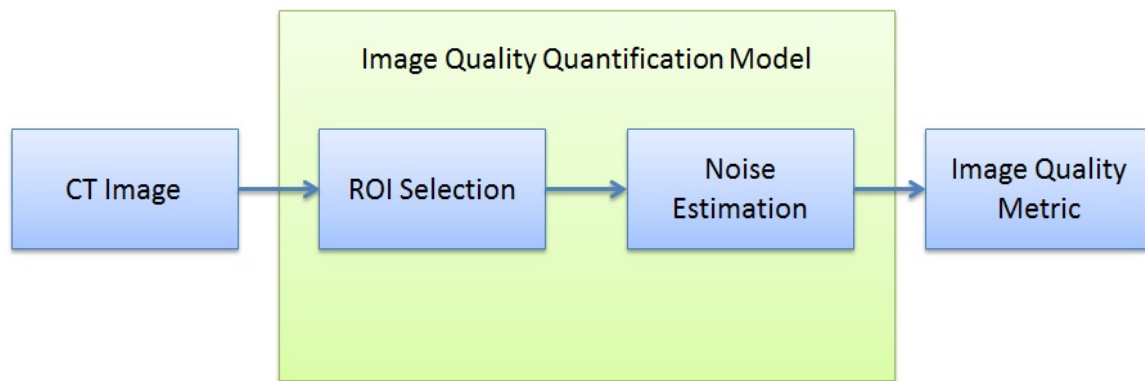 Image Quality Quantification Model
CT Image
ROI Selection
Noise
Estimation
Image Quality
Metric